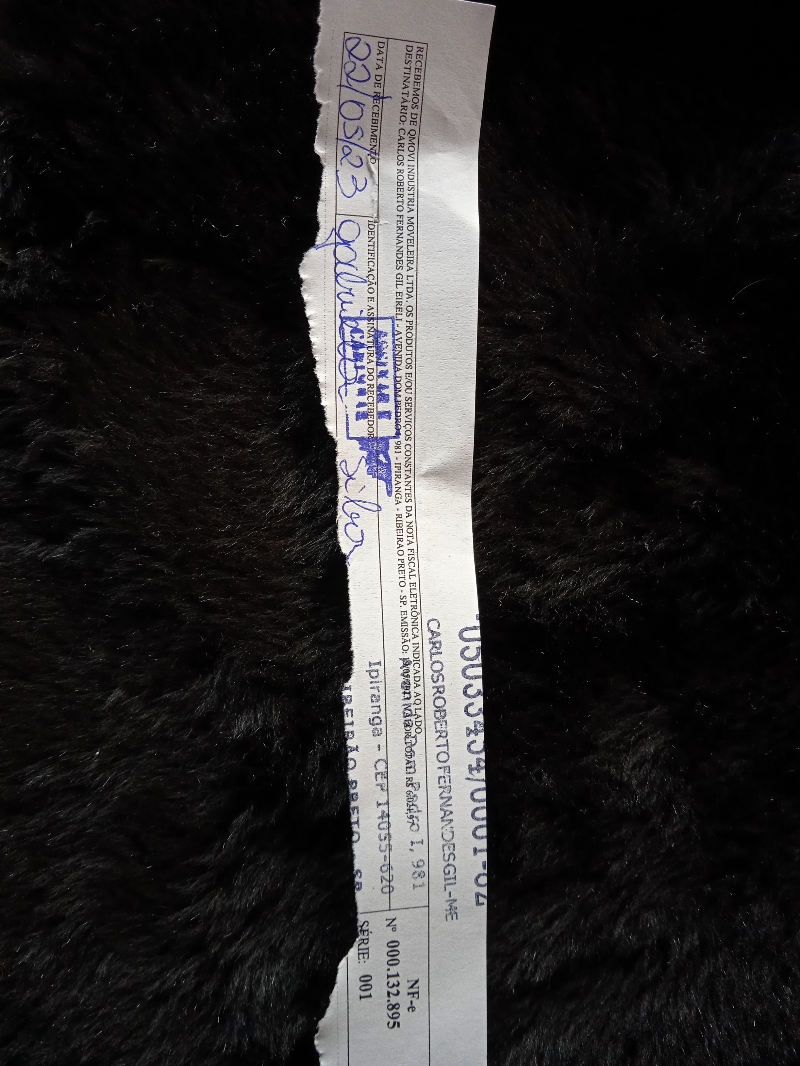 RECEBEMOS DE QMOVI INDUSTRIA MOVELEIRA LTDA. OS PRODUTOS E/OU SERVIÇOS CONSTANTES DA NOTA FISCAL ELETRÔNICA INDICADA AO LADO.
DESTINATÁRIO: CARLOS ROBERTO FERNANDES GIL EIRELI - AVENIDA DOM PEDRO I, 981 - IPIRANGA - RIBEIRAO PRETO - SP. EMISSÃO:
DATA DE RECEBIMENTO
22/05/23
IDENTIFICAÇÃO E ASSINATURA DO RECEBEDOR
Silva
CARLOSROBERTOFERNANDESGIL-ME
Pedro I, 981
Ipiranga - CEP 14055-620
NF-e
Nº 000.132.895
SÉRIE: 001